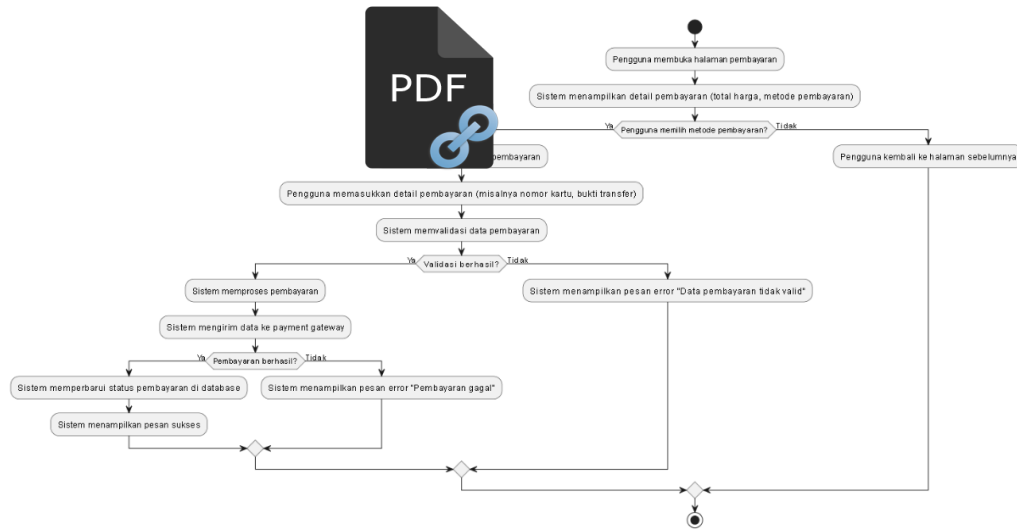 PDF
Pengguna membuka halaman pembayaran
Sistem menampilkan detail pembayaran (total harga, metode pembayaran)
Ya
Pengguna memilih metode pembayaran?
Tidak
pembayaran
Pengguna kembali ke halaman sebelumnya
Pengguna memasukkan detail pembayaran (misalnya nomor kartu, bukti transfer)
Sistem memvalidasi data pembayaran
Ya
Validasi berhasil?
Tidak
Sistem memproses pembayaran
Sistem menampilkan pesan error "Data pembayaran tidak valid"
Sistem mengirim data ke payment gateway
Ya
Pembayaran berhasil?
Tidak
Sistem memperbarui status pembayaran di database
Sistem menampilkan pesan error "Pembayaran gagal"
Sistem menampilkan pesan sukses